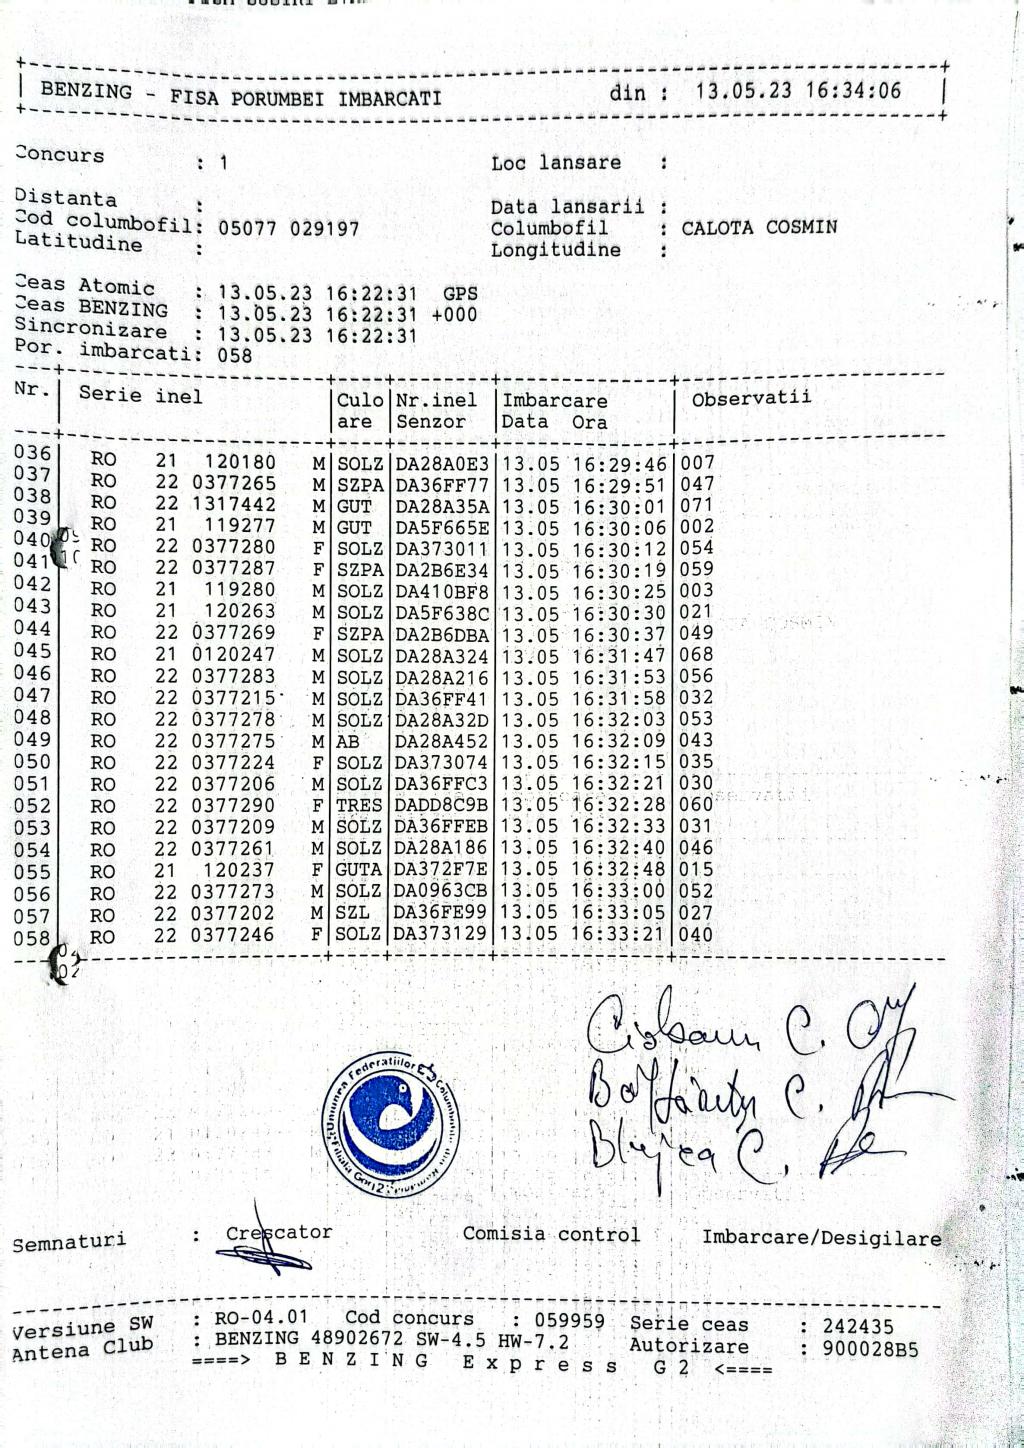 BENZING - FISA PORUMBEI IMBARCATI din : 13.05.23 16:34:06
Concurs : 1 Loc lansare :
Distanta : Data lansarii :
Cod columbofil: 05077 029197 Columbofil : CALOTA COSMIN
Latitudine : Longitudine :
Ceas Atomic : 13.05.23 16:22:31 GPS
Ceas BENZING : 13.05.23 16:22:31 +000
Sincronizare : 13.05.23 16:22:31
Por. imbarcati: 058
Nr. Serie inel Culo Nr.inel Imbarcare Observatii
are Senzor Data Ora
036 RO 21 120180 M SOLZ DA28A0E3 13.05 16:29:46 007
037 RO 22 0377265 M SZPA DA36FF77 13.05 16:29:51 047
038 RO 22 1317442 M GUT DA28A35A 13.05 16:30:01 071
039 RO 21 119277 M GUT DA5F665E 13.05 16:30:06 002
040 RO 22 0377280 F SOLZ DA373011 13.05 16:30:12 054
041 RO 22 0377287 F SZPA DA2B6E34 13.05 16:30:19 059
042 RO 21 119280 M SOLZ DA410BF8 13.05 16:30:25 003
043 RO 21 120263 M SOLZ DA5F638C 13.05 16:30:30 021
044 RO 22 0377269 F SZPA DA2B6DBA 13.05 16:30:37 049
045 RO 21 0120247 M SOLZ DA28A324 13.05 16:31:47 068
046 RO 22 0377283 M SOLZ DA28A216 13.05 16:31:53 056
047 RO 22 0377215 M SOLZ DA36FF41 13.05 16:31:58 032
048 RO 22 0377278 M SOLZ DA28A32D 13.05 16:32:03 053
049 RO 22 0377275 M AB DA28A452 13.05 16:32:09 043
050 RO 22 0377224 F SOLZ DA373074 13.05 16:32:15 035
051 RO 22 0377206 M SOLZ DA36FFC3 13.05 16:32:21 030
052 RO 22 0377290 F TRES DADD8C9B 13.05 16:32:28 060
053 RO 22 0377209 M SOLZ DA36FFEB 13.05 16:32:33 031
054 RO 22 0377261 M SOLZ DA28A186 13.05 16:32:40 046
055 RO 21 120237 F GUTA DA372F7E 13.05 16:32:48 015
056 RO 22 0377273 M SOLZ DA0963CB 13.05 16:33:00 052
057 RO 22 0377202 M SZL DA36FE99 13.05 16:33:05 027
058 RO 22 0377246 F SOLZ DA373129 13.05 16:33:21 040
Uniunea Federatiilor
Filiala Gorj 2
Semnaturi : Crescator Comisia control Imbarcare/Desigilare
Versiune SW : RO-04.01 Cod concurs : 059959 Serie ceas : 242435
Antena Club : BENZING 48902672 SW-4.5 HW-7.2 Autorizare : 900028B5
====> B E N Z I N G E x p r e s s G 2 <====